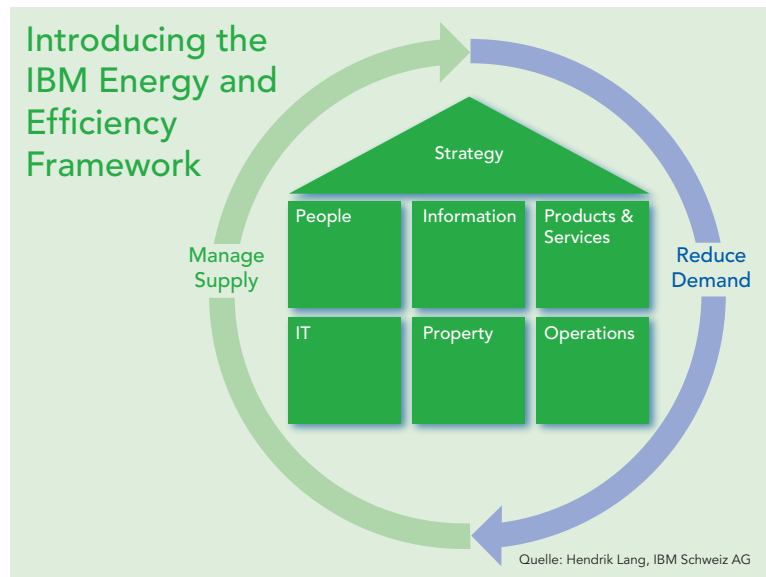 Introducing the
IBM Energy and
Efficiency
Framework
Strategy
People
Information
Products &
Services
Manage
Supply
Reduce
Demand
IT
Property
Operations
Quelle: Hendrik Lang, IBM Schweiz AG